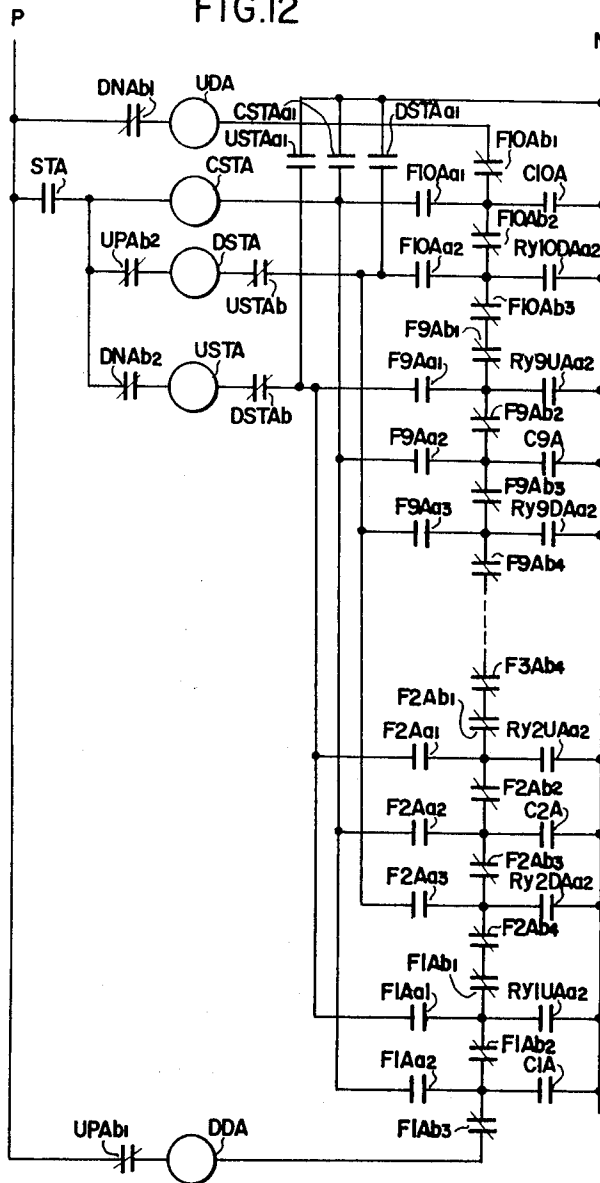 FIG.12
P
N
DNAb1
UDA
CSTAa1
DSTAa1
USTAa1
F10Ab1
STA
CSTA
F10Aa1
C10A
F10Ab2
UPAb2
DSTA
F10Aa2
Ry10DAa2
USTAb
F10Ab3
F9Ab1
DNAb2
USTA
F9Aa1
Ry9UAa2
DSTAb
F9Ab2
F9Aa2
C9A
F9Ab3
F9Aa3
Ry9DAa2
F9Ab4
F3Ab4
F2Ab1
F2Aa1
Ry2UAa2
F2Ab2
F2Aa2
C2A
F2Ab3
F2Aa3
Ry2DAa2
F2Ab4
F1Ab1
F1Aa1
Ry1UAa2
F1Ab2
F1Aa2
C1A
UPAb1
DDA
F1Ab3